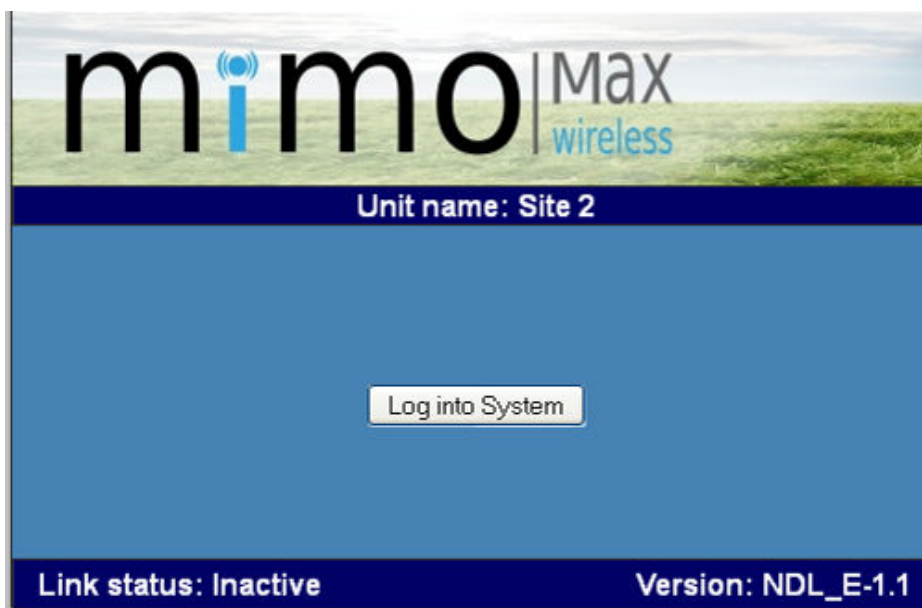 mimo Max
wireless
Unit name: Site 2
Log into System
Link status: Inactive
Version: NDL_E-1.1